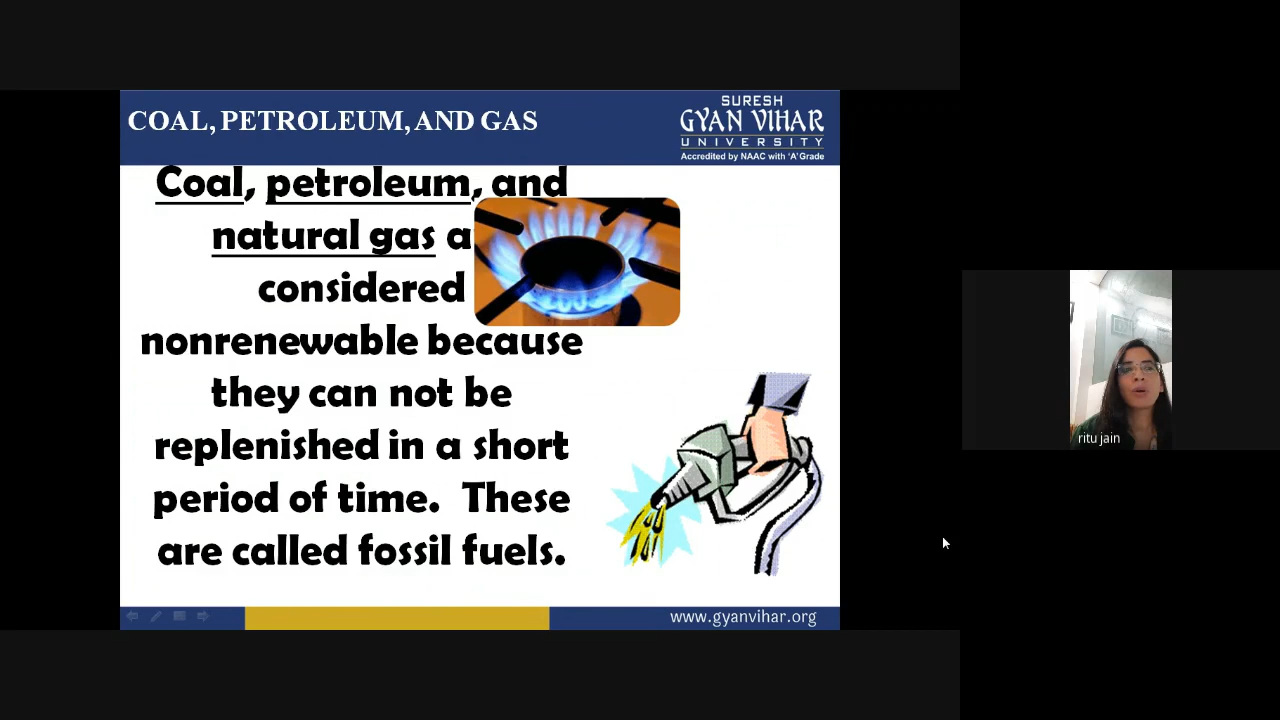 COAL, PETROLEUM, AND GAS
SURESH
GYAN VIHAR
UNIVERSITY
Accredited by NAAC with 'A' Grade
Coal, petroleum, and
natural gas a
considered
nonrenewable because
they can not be
replenished in a short
period of time. These
are called fossil fuels.
www.gyanvihar.org
ritu jain